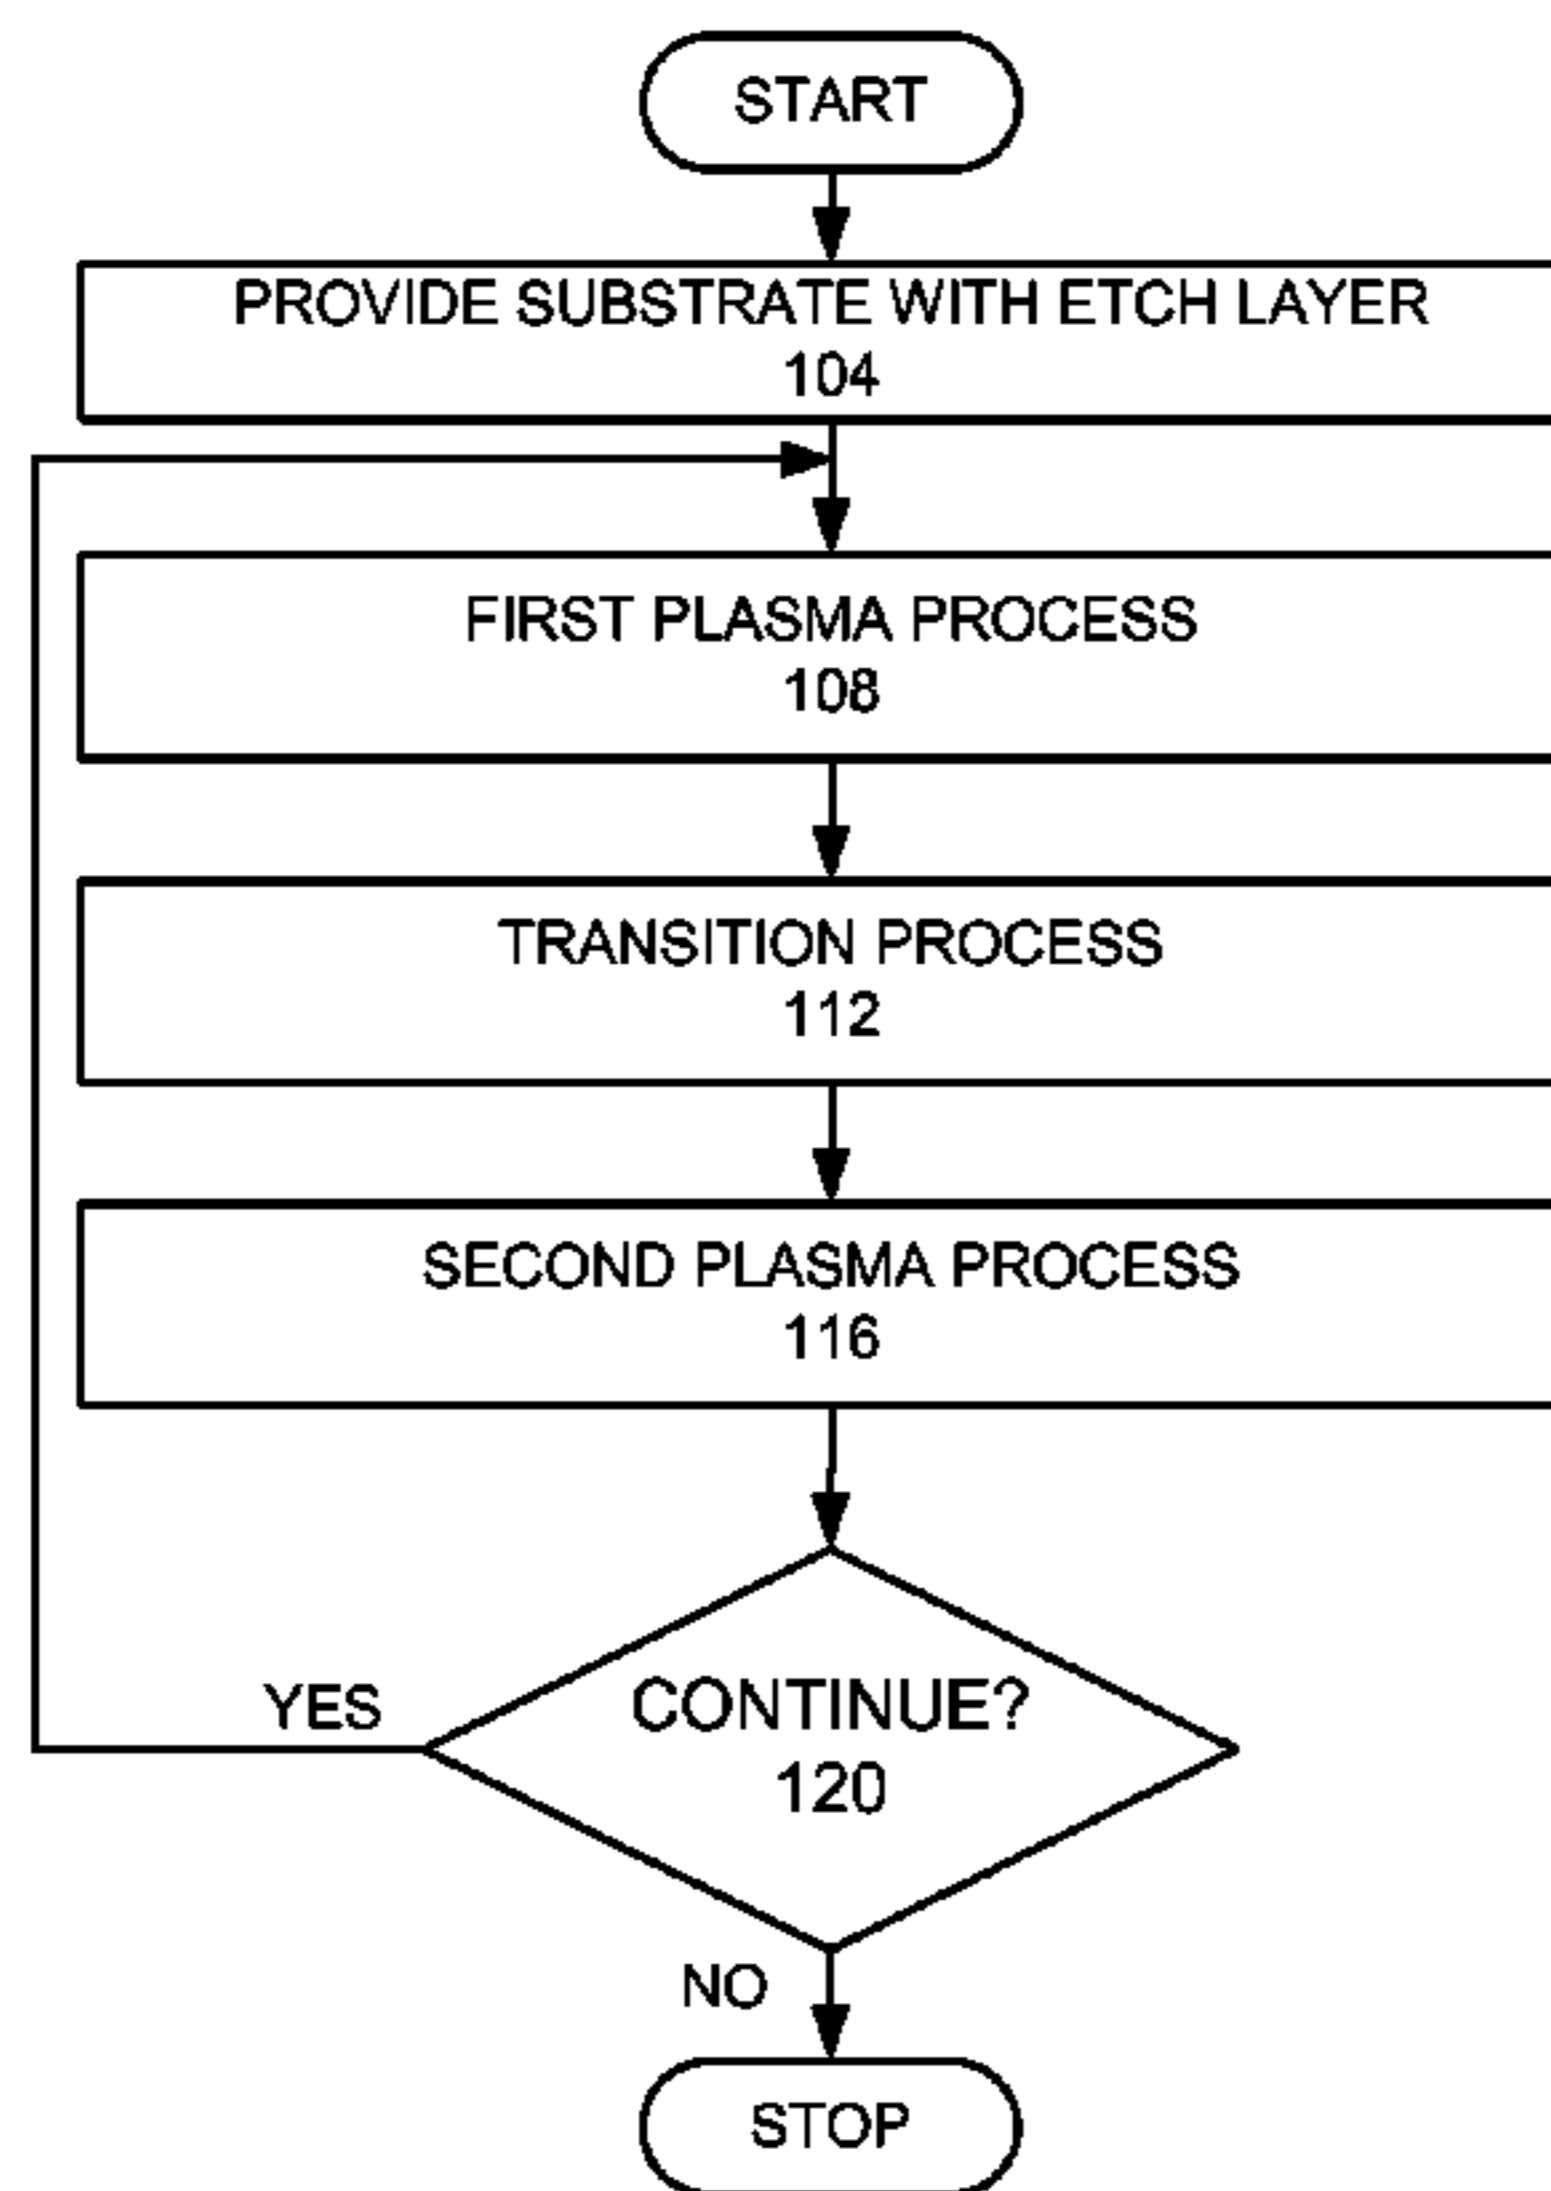 START
PROVIDE SUBSTRATE WITH ETCH LAYER
104
FIRST PLASMA PROCESS
108
TRANSITION PROCESS
112
SECOND PLASMA PROCESS
116
YES
CONTINUE?
120
NO
STOP